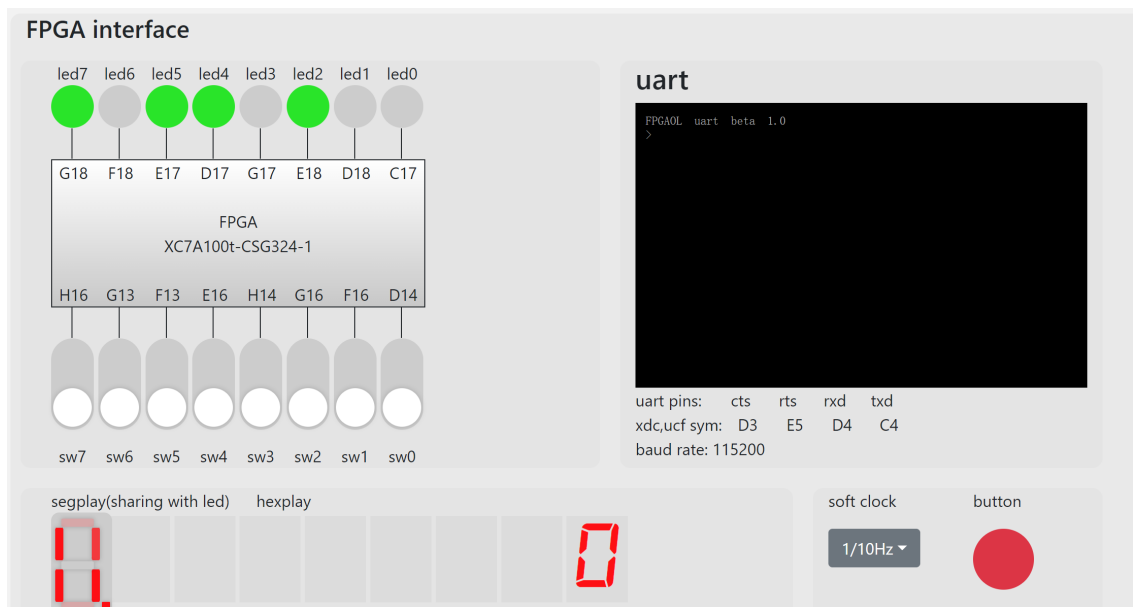 FPGA interface
led7 led6 led5 led4 led3 led2 led1 led0
G18 F18 E17 D17 G17 E18 D18 C17
FPGA
XC7A100t-CSG324-1
H16 G13 F13 E16 H14 G16 F16 D14
sw7 sw6 sw5 sw4 sw3 sw2 sw1 sw0
uart
FPGAOL uart beta 1.0
>
uart pins: cts rts rxd txd
xdc,ucf sym: D3 E5 D4 C4
baud rate: 115200
segplay(sharing with led) hexplay
0
soft clock button
1/10Hz